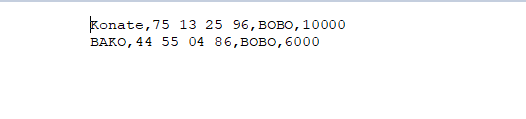 Konate,75 13 25 96,BOBO,10000
BAKO,44 55 04 86,BOBO,6000